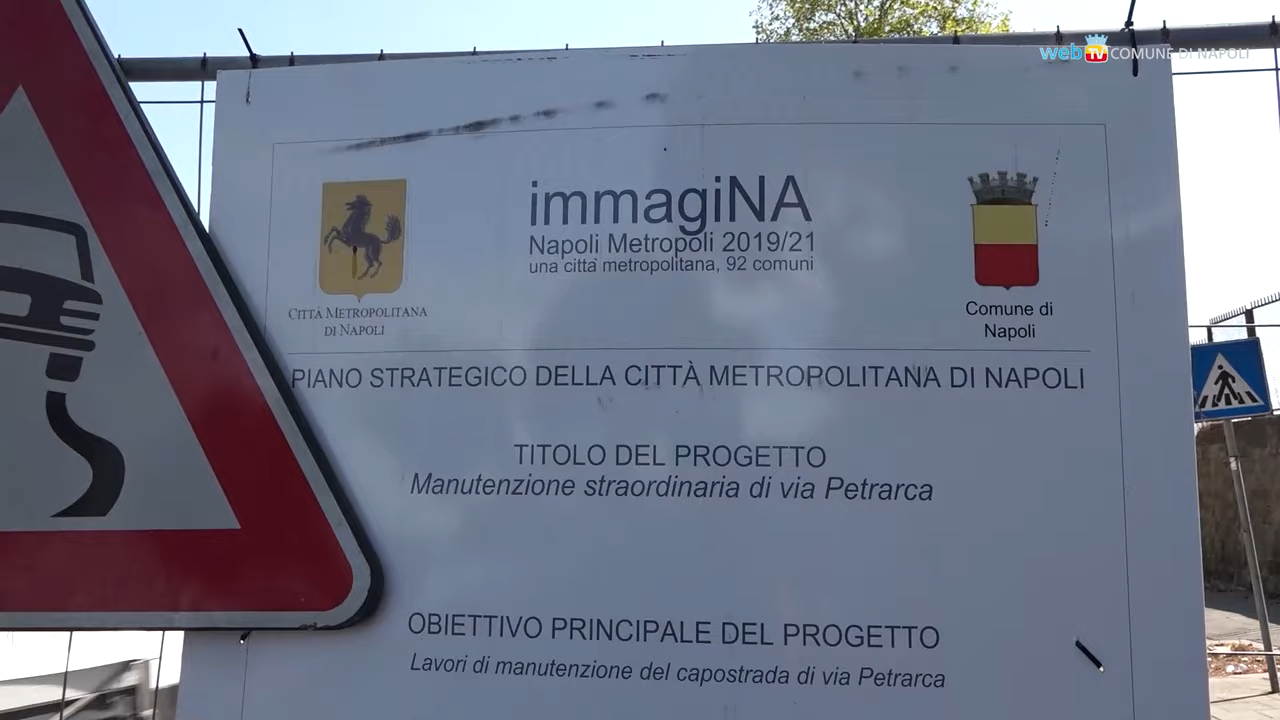 web TV COMUNE DI NAPOLI
immagiNA
Napoli Metropoli 2019/21
una città metropolitana, 92 comuni
CITTÀ METROPOLITANA
DI NAPOLI
Comune di
Napoli
PIANO STRATEGICO DELLA CITTÀ METROPOLITANA DI NAPOLI
TITOLO DEL PROGETTO
Manutenzione straordinaria di via Petrarca
OBIETTIVO PRINCIPALE DEL PROGETTO
Lavori di manutenzione del capostrada di via Petrarca